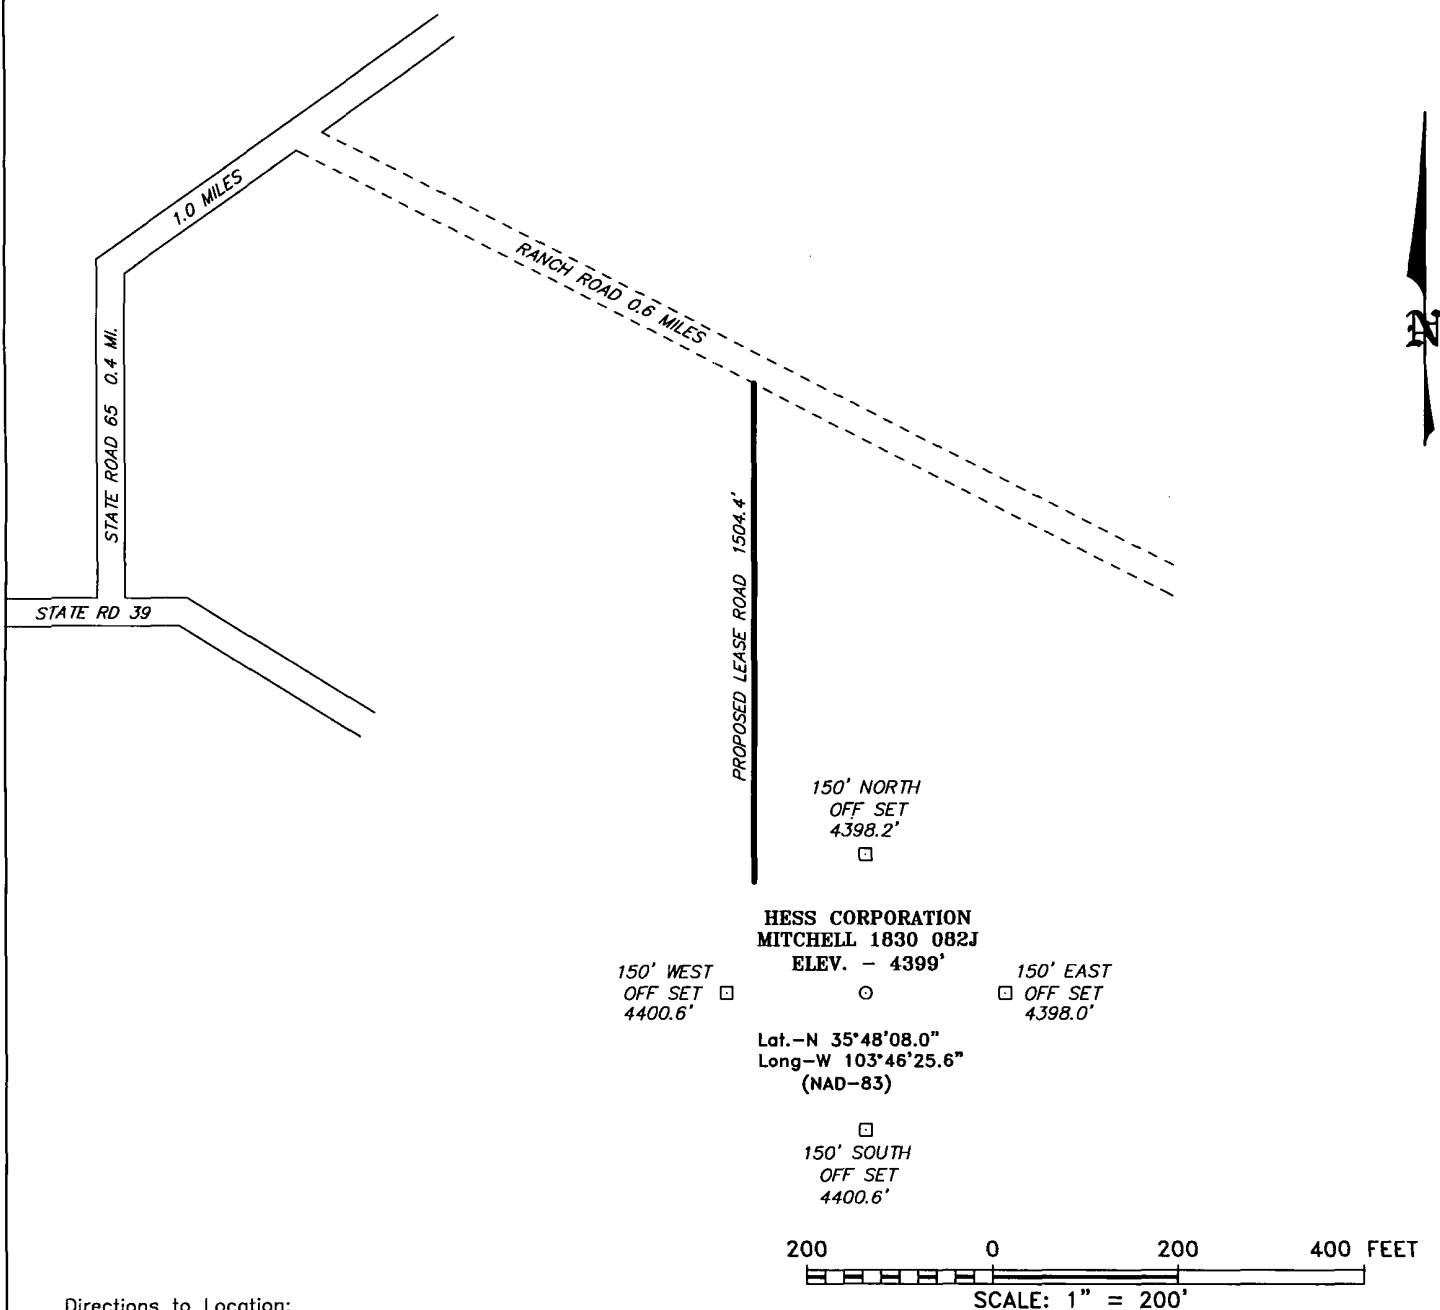 1.0 MILES
RANCH ROAD 0.6 MILES
N
STATE ROAD 65 0.4 MI.
PROPOSED LEASE ROAD 1504.4'
STATE RD 39
150' NORTH
OFF SET
4398.2'
HESS CORPORATION
MITCHELL 1830 082J
ELEV. - 4399'
150' WEST
OFF SET
4400.6'
150' EAST
OFF SET
4398.0'
Lat.-N 35°48'08.0"
Long-W 103°46'25.6"
(NAD-83)
150' SOUTH
OFF SET
4400.6'
200 0 200 400 FEET
SCALE: 1" = 200'
Directions to Location: